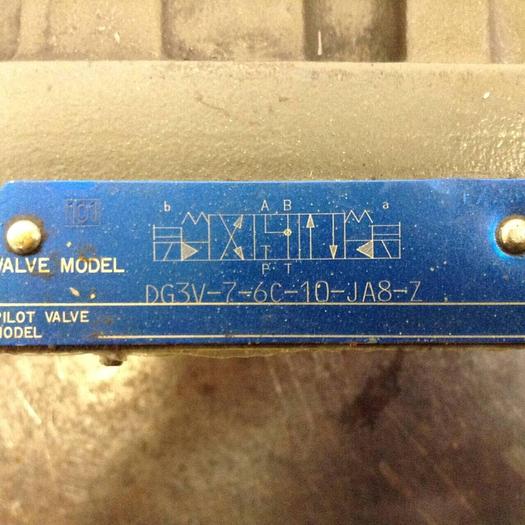 b A B a
T T
P T
VALVE MODEL
DG3V-7-6C-10-JA8-Z
PILOT VALVE
MODEL